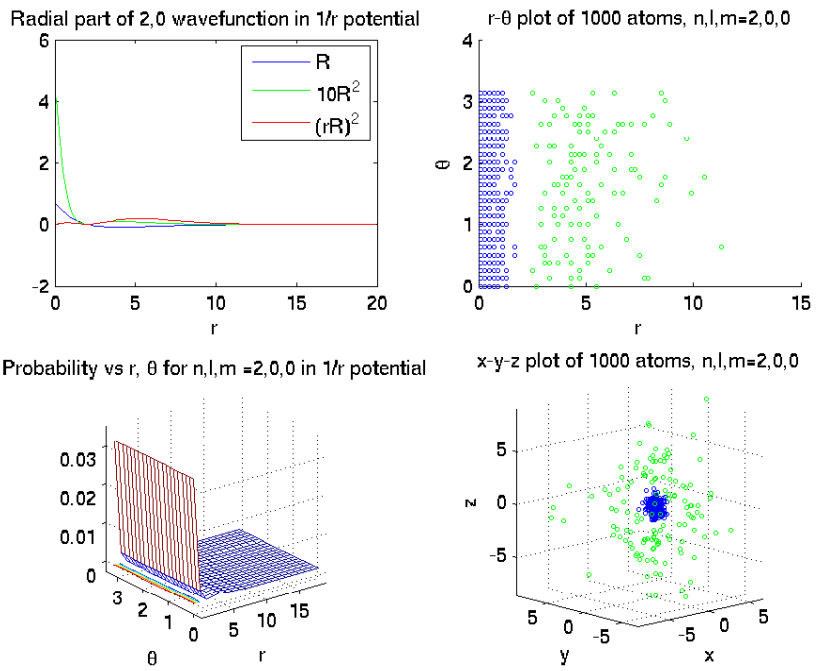 Radial part of 2,0 wavefunction in 1/r potential
6
4
2
0
-2
0
5
10
15
20
r
R
10R²
(rR)²
r-θ plot of 1000 atoms, n,l,m=2,0,0
4
3
2
1
0
θ
0
5
10
15
r
Probability vs r, θ for n,l,m =2,0,0 in 1/r potential
0.03
0.02
0.01
0
3
2
1
0
θ
5
10
15
r
x-y-z plot of 1000 atoms, n,l,m=2,0,0
5
0
-5
z
5
0
-5
y
-5
0
5
x